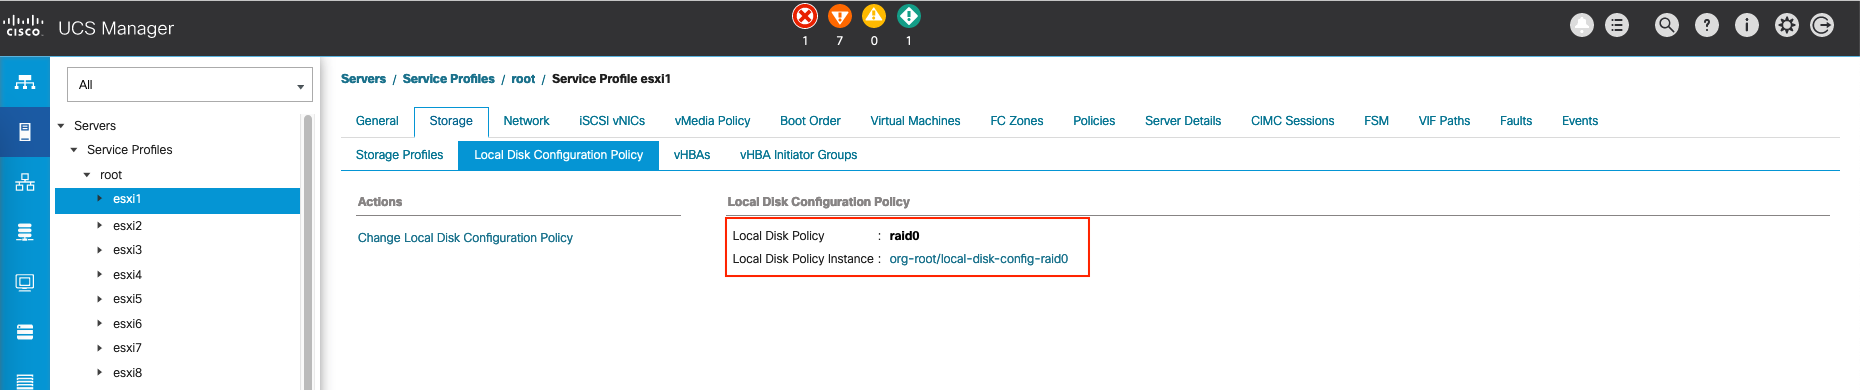 cisco
UCS Manager
1 7 0 1
All
Servers
Service Profiles
root
esxi1
esxi2
esxi3
esxi4
esxi5
esxi6
esxi7
esxi8
Servers / Service Profiles / root / Service Profile esxi1
General Storage Network iSCSI vNICs vMedia Policy Boot Order Virtual Machines FC Zones Policies Server Details CIMC Sessions FSM VIF Paths Faults Events
Storage Profiles Local Disk Configuration Policy vHBAs vHBA Initiator Groups
Actions
Change Local Disk Configuration Policy
Local Disk Configuration Policy
Local Disk Policy : raid0
Local Disk Policy Instance : org-root/local-disk-config-raid0